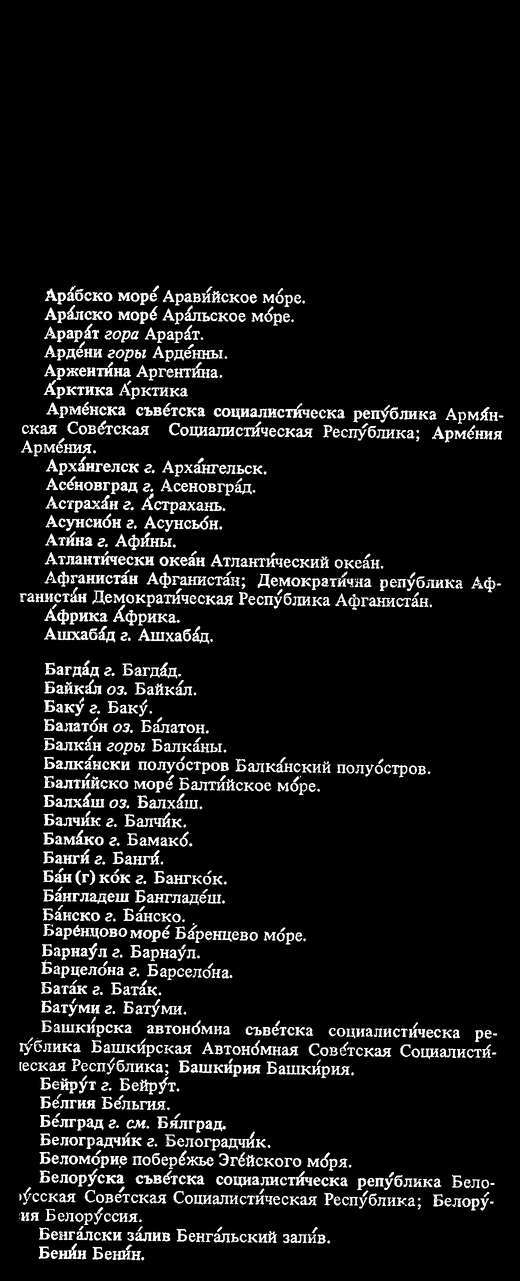 Ара́бско море́ Арави́йское мо́ре.
Ара́лско море́ Ара́льское мо́ре.
Арара́т гора Арара́т.
Арде́ни горы Арде́нны.
Арженти́на Аргенти́на.
А́рктика А́рктика
Арме́нска съве́тска социалисти́ческа репу́блика Армя́н-
ская Сове́тская Социалисти́ческая Респу́блика; Арме́ния
Арме́ния.
Арха́нгелск г. Арха́нгельск.
Асе́новград г. Асеновгра́д.
Астраха́н г. А́страхань.
Асунсио́н г. Асунсьо́н.
Ати́на г. Афи́ны.
Атланти́чески океа́н Атланти́ческий океа́н.
Афганиста́н Афганиста́н; Демократи́чна репу́блика Аф-
ганиста́н Демократи́ческая Респу́блика Афганиста́н.
А́фрика А́фрика.
Ашхаба́д г. Ашхаба́д.
Багда́д г. Багда́д.
Байка́л оз. Байка́л.
Баку́ г. Баку́.
Балато́н оз. Ба́латон.
Балка́н горы Балка́ны.
Балка́нски полуо́стров Балка́нский полуо́стров.
Балти́йско море́ Балти́йское мо́ре.
Балха́ш оз. Балха́ш.
Балчи́к г. Балчи́к.
Бама́ко г. Бамако́.
Банги́ г. Банги́.
Ба́н (г) ко́к г. Бангко́к.
Ба́нгладеш Бангладе́ш.
Ба́нско г. Ба́нско.
Баре́нцово море́ Ба́ренцево мо́ре.
Барнау́л г. Барнау́л.
Барцело́на г. Барсело́на.
Бата́к г. Бата́к.
Бату́ми г. Бату́ми.
Башки́рска автоно́мна съве́тска социалисти́ческа ре-
пу́блика Башки́рская Автоно́мная Сове́тская Социалисти́-
ческая Респу́блика; Башки́рия Башки́рия.
Бейру́т г. Бейру́т.
Бе́лгия Бе́льгия.
Бе́лград г. см. Бя́лград.
Белоградчи́к г. Белоградчи́к.
Беломо́рие побере́жье Эге́йского мо́ря.
Белору́ска съве́тска социалисти́ческа репу́блика Бело-
ру́сская Сове́тская Социалисти́ческая Респу́блика; Белору́-
ия Белору́ссия.
Бенга́лски за́лив Бенга́льский зали́в.
Бени́н Бени́н.